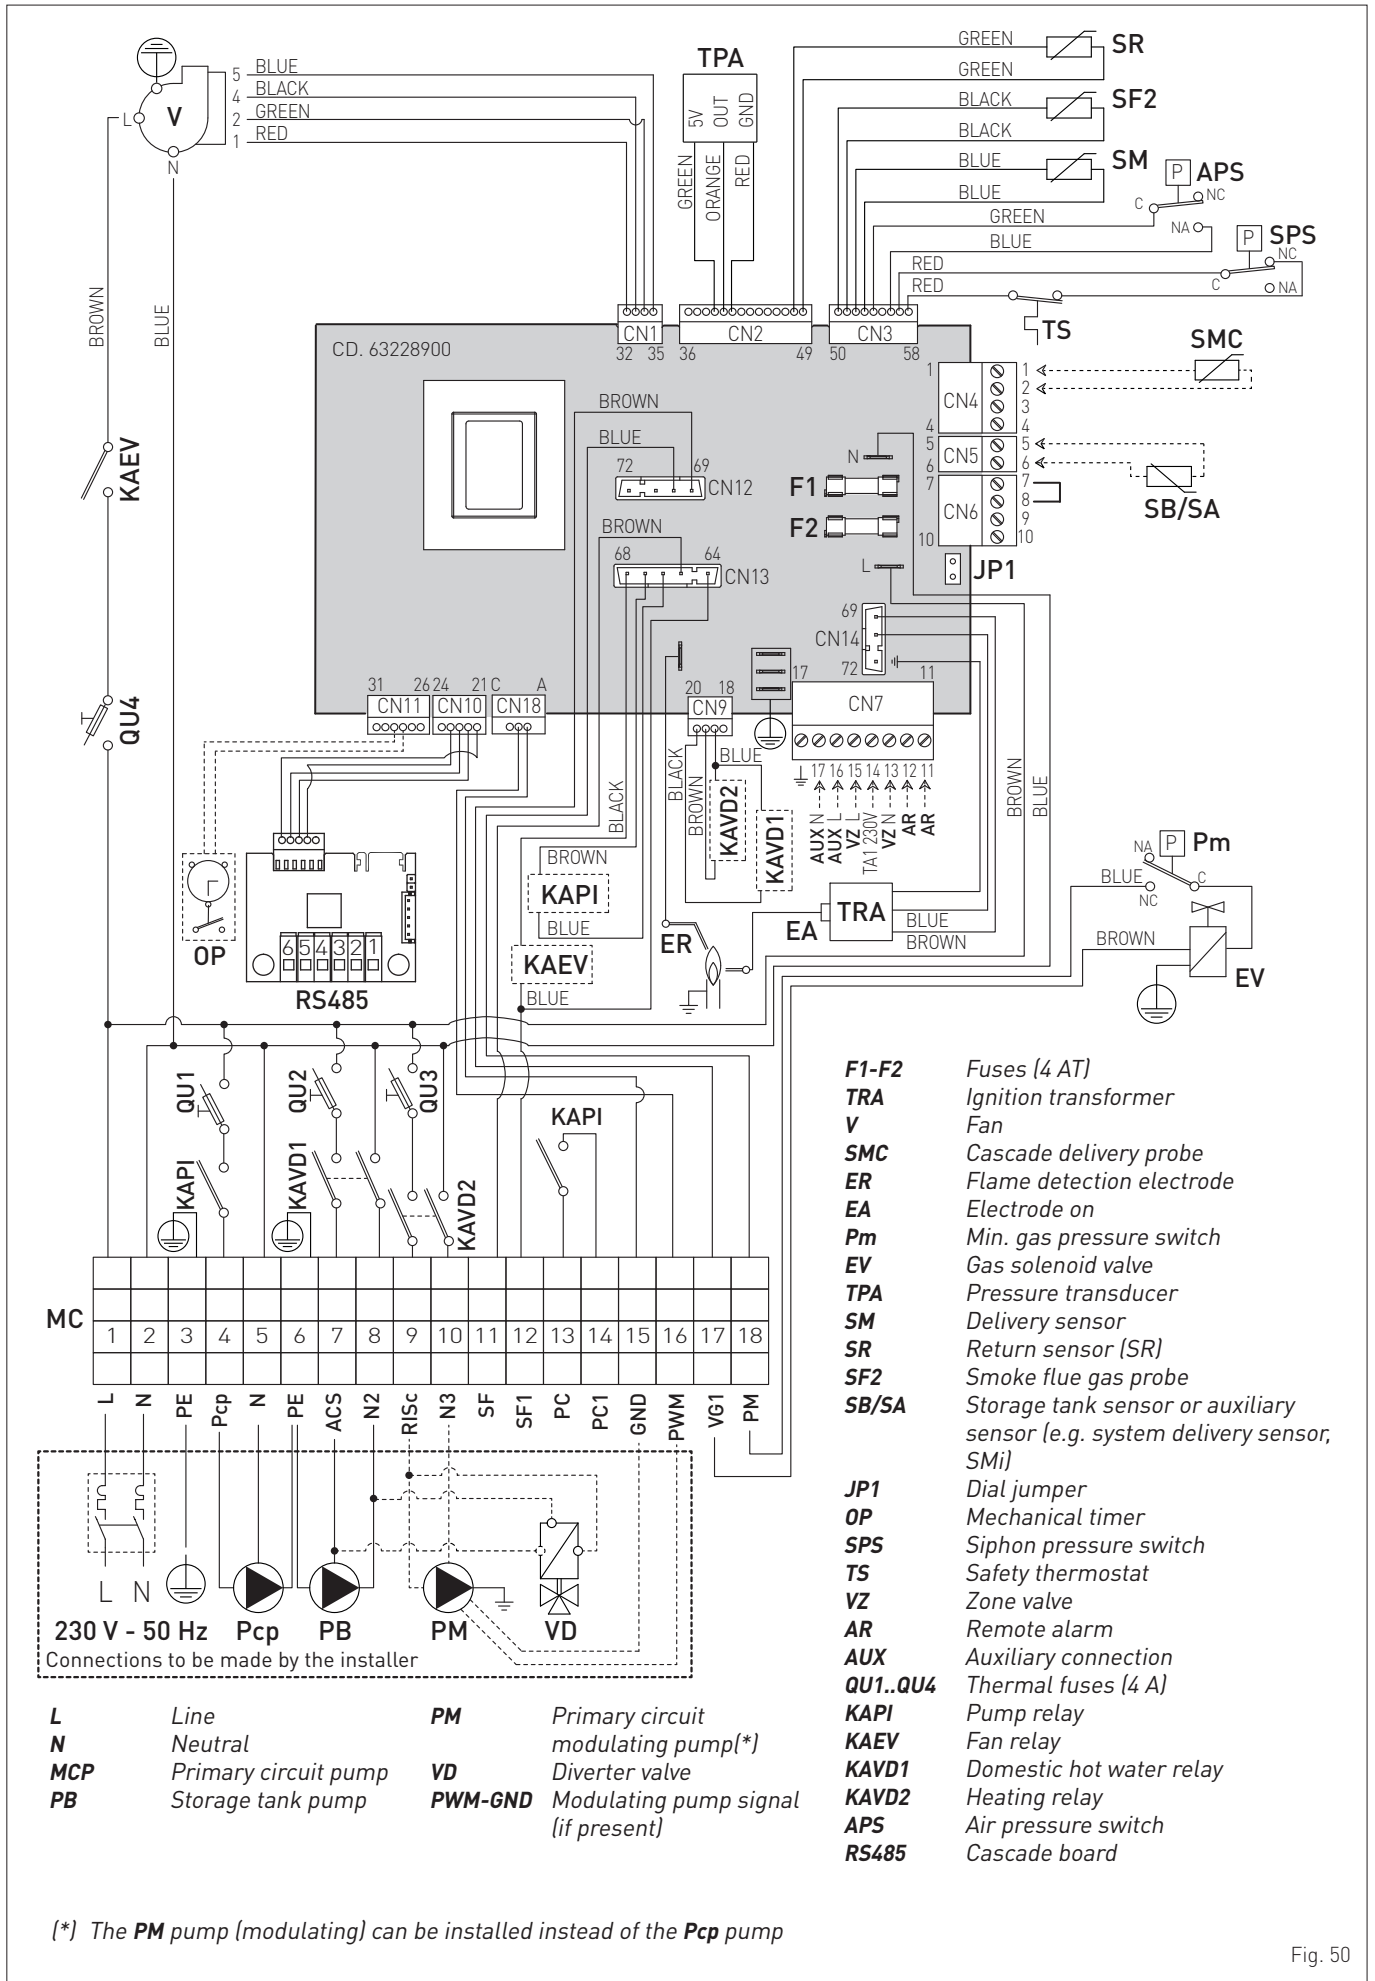 GREEN SR
GREEN
BLACK SF2
BLACK
BLUE SM
BLUE
P APS
C NC
GREEN
NA
BLUE
P SPS
NC
RED
C
RED
NA
TS
TPA
5V OUT GND
GREEN ORANGE RED
5 BLUE
4 BLACK
2 GREEN
1 RED
L V
N
BROWN
BLUE
CN1 CN2 CN3
32 35 36 49 50 58
CD. 63228900
SMC
1 CN4 1
2
3
4 4
5 CN5 5
6 6
SB/SA
7 CN6 7
8
9
10 10
JP1
BROWN
BLUE
72 69
CN12
N
F1
F2
BROWN
68 64
CN13
L
69
CN14
72
KAEV
QU4
31 26 24 21 C A
CN11 CN10 CN18
20 18
CN9
17 11
CN7
17 16 15 14 13 12 11
AUX N
AUX L
VZ L
TA1 230V
VZ N
AR
AR
BLACK
BROWN
BLUE
KAVD2
KAVD1
BROWN
BLUE
BLACK
BROWN
KAPI
BLUE
KAEV
BLUE
OP
6 5 4 3 2 1
RS485
ER
EA TRA
BLUE
BROWN
NA P Pm
BLUE C
NC
BROWN
EV
QU1
KAPI
QU2
KAVD1
QU3
KAVD2
KAPI
MC
1 2 3 4 5 6 7 8 9 10 11 12 13 14 15 16 17 18
L N PE Pcp N PE ACS N2 RISc N3 SF SF1 PC PC1 GND PWM VG1 PM
L N
230 V - 50 Hz Pcp PB PM VD
Connections to be made by the installer
L Line
N Neutral
MCP Primary circuit pump
PB Storage tank pump
PM Primary circuit
modulating pump(*)
VD Diverter valve
PWM-GND Modulating pump signal
(if present)
F1-F2 Fuses (4 AT)
TRA Ignition transformer
V Fan
SMC Cascade delivery probe
ER Flame detection electrode
EA Electrode on
Pm Min. gas pressure switch
EV Gas solenoid valve
TPA Pressure transducer
SM Delivery sensor
SR Return sensor (SR)
SF2 Smoke flue gas probe
SB/SA Storage tank sensor or auxiliary
sensor (e.g. system delivery sensor,
SMi)
JP1 Dial jumper
OP Mechanical timer
SPS Siphon pressure switch
TS Safety thermostat
VZ Zone valve
AR Remote alarm
AUX Auxiliary connection
QU1..QU4 Thermal fuses (4 A)
KAPI Pump relay
KAEV Fan relay
KAVD1 Domestic hot water relay
KAVD2 Heating relay
APS Air pressure switch
RS485 Cascade board
(*) The PM pump (modulating) can be installed instead of the Pcp pump
Fig. 50